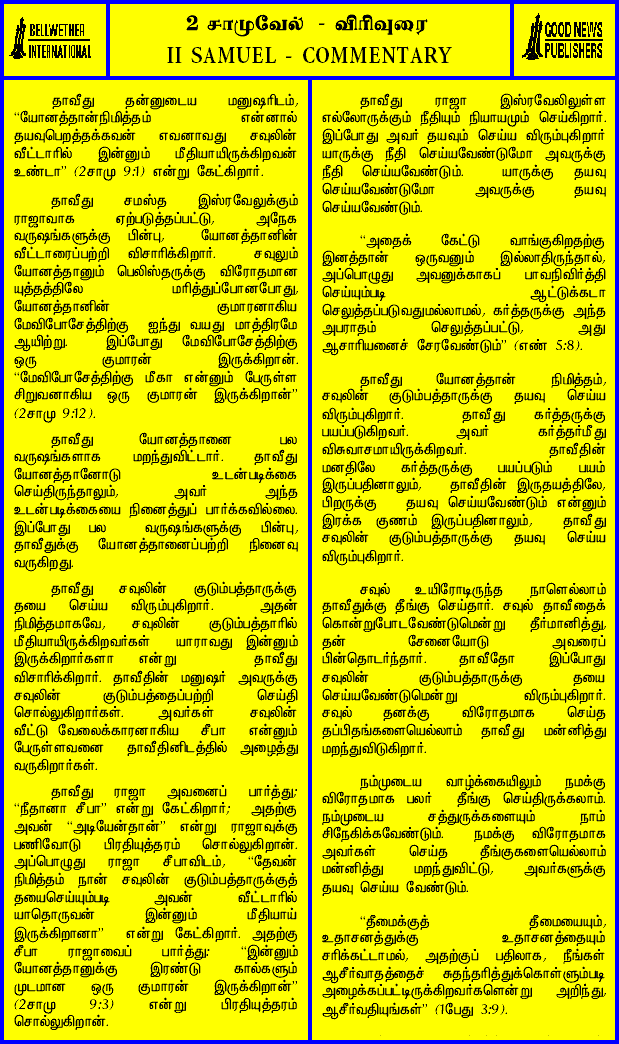 BELLWETHER
INTERNATIONAL
2 சாமுவேல் - விரிவுரை
II SAMUEL - COMMENTARY
GOOD NEWS
PUBLISHERS
தாவீது தன்னுடைய மனுஷரிடம்,
“யோனத்தான்நிமித்தம் என்னால்
தயவுபெறத்தக்கவன் எவனாவது சவுலின்
வீட்டாரில் இன்னும் மீதியாயிருக்கிறவன்
உண்டா” (2சாமு 9:1) என்று கேட்கிறார்.
தாவீது சமஸ்த இஸ்ரவேலுக்கும்
ராஜாவாக ஏற்படுத்தப்பட்டு, அநேக
வருஷங்களுக்கு பின்பு, யோனத்தானின்
வீட்டாரைப்பற்றி விசாரிக்கிறார். சவுலும்
யோனத்தானும் பெலிஸ்தருக்கு விரோதமான
யுத்தத்திலே மரித்துப்போனபோது,
யோனத்தானின் குமாரனாகிய
மேவிபோசேத்திற்கு ஐந்து வயது மாத்திரமே
ஆயிற்று. இப்போது மேவிபோசேத்திற்கு
ஒரு குமாரன் இருக்கிறான்.
“மேவிபோசேத்திற்கு மீகா என்னும் பேருள்ள
சிறுவனாகிய ஒரு குமாரன் இருக்கிறான்”
(2சாமு 9:12).
தாவீது யோனத்தானை பல
வருஷங்களாக மறந்துவிட்டார். தாவீது
யோனத்தானோடு உடன்படிக்கை
செய்திருந்தாலும், அவர் அந்த
உடன்படிக்கையை நினைத்துப் பார்க்கவில்லை.
இப்போது பல வருஷங்களுக்கு பின்பு,
தாவீதுக்கு யோனத்தானைப்பற்றி நினைவு
வருகிறது.
தாவீது சவுலின் குடும்பத்தாருக்கு
தயை செய்ய விரும்புகிறார். அதன்
நிமித்தமாகவே, சவுலின் குடும்பத்தாரில்
மீதியாயிருக்கிறவர்கள் யாராவது இன்னும்
இருக்கிறார்களா என்று தாவீது
விசாரிக்கிறார். தாவீதின் மனுஷர் அவருக்கு
சவுலின் குடும்பத்தைப்பற்றி செய்தி
சொல்லுகிறார்கள். அவர்கள் சவுலின்
வீட்டு வேலைக்காரனாகிய சீபா என்னும்
பேருள்ளவனை தாவீதினிடத்தில் அழைத்து
வருகிறார்கள்.
தாவீது ராஜா அவனைப் பார்த்து;
“நீதானா சீபா” என்று கேட்கிறார்; அதற்கு
அவன் “அடியேன்தான்” என்று ராஜாவுக்கு
பணிவோடு பிரதியுத்தரம் சொல்லுகிறான்.
அப்பொழுது ராஜா சீபாவிடம், “தேவன்
நிமித்தம் நான் சவுலின் குடும்பத்தாருக்குத்
தயைசெய்யும்படி அவன் வீட்டாரில்
யாதொருவன் இன்னும் மீதியாய்
இருக்கிறானா” என்று கேட்கிறார். அதற்கு
சீபா ராஜாவைப் பார்த்து: “இன்னும்
யோனத்தானுக்கு இரண்டு கால்களும்
முடமான ஒரு குமாரன் இருக்கிறான்”
(2சாமு 9:3) என்று பிரதியுத்தரம்
சொல்லுகிறான்.
தாவீது ராஜா இஸ்ரவேலிலுள்ள
எல்லோருக்கும் நீதியும் நியாயமும் செய்கிறார்.
இப்போது அவர் தயவும் செய்ய விரும்புகிறார்
யாருக்கு நீதி செய்யவேண்டுமோ அவருக்கு
நீதி செய்யவேண்டும். யாருக்கு தயவு
செய்யவேண்டுமோ அவருக்கு தயவு
செய்யவேண்டும்.
“அதைக் கேட்டு வாங்குகிறதற்கு
இனத்தான் ஒருவனும் இல்லாதிருந்தால்,
அப்பொழுது அவனுக்காகப் பாவநிவிர்த்தி
செய்யும்படி ஆட்டுக்கடா
செலுத்தப்படுவதுமல்லாமல், கர்த்தருக்கு அந்த
அபராதம் செலுத்தப்பட்டு, அது
ஆசாரியனைச் சேரவேண்டும்” (எண் 5:8).
தாவீது யோனத்தான் நிமித்தம்,
சவுலின் குடும்பத்தாருக்கு தயவு செய்ய
விரும்புகிறார். தாவீது கர்த்தருக்கு
பயப்படுகிறவர். அவர் கர்த்தர்மீது
விசுவாசமாயிருக்கிறவர். தாவீதின்
மனதிலே கர்த்தருக்கு பயப்படும் பயம்
இருப்பதினாலும், தாவீதின் இருதயத்திலே,
பிறருக்கு தயவு செய்யவேண்டும் என்னும்
இரக்க குணம் இருப்பதினாலும், தாவீது
சவுலின் குடும்பத்தாருக்கு தயவு செய்ய
விரும்புகிறார்.
சவுல் உயிரோடிருந்த நாளெல்லாம்
தாவீதுக்கு தீங்கு செய்தார். சவுல் தாவீதைக்
கொன்றுபோடவேண்டுமென்று தீர்மானித்து,
தன் சேனையோடு அவரைப்
பின்தொடர்ந்தார். தாவீதோ இப்போது
சவுலின் குடும்பத்தாருக்கு தயை
செய்யவேண்டுமென்று விரும்புகிறார்.
சவுல் தனக்கு விரோதமாக செய்த
தப்பிதங்களையெல்லாம் தாவீது மன்னித்து
மறந்துவிடுகிறார்.
நம்முடைய வாழ்க்கையிலும் நமக்கு
விரோதமாக பலர் தீங்கு செய்திருக்கலாம்.
நம்முடைய சத்துருக்களையும் நாம்
சிநேகிக்கவேண்டும். நமக்கு விரோதமாக
அவர்கள் செய்த தீங்குகளையெல்லாம்
மன்னித்து மறந்துவிட்டு, அவர்களுக்கு
தயவு செய்ய வேண்டும்.
“தீமைக்குத் தீமையையும்,
உதாசனத்துக்கு உதாசனத்தையும்
சரிக்கட்டாமல், அதற்குப் பதிலாக, நீங்கள்
ஆசீர்வாதத்தைச் சுதந்தரித்துக்கொள்ளும்படி
அழைக்கப்பட்டிருக்கிறவர்களென்று அறிந்து,
ஆசீர்வதியுங்கள்” (1பேது 3:9).